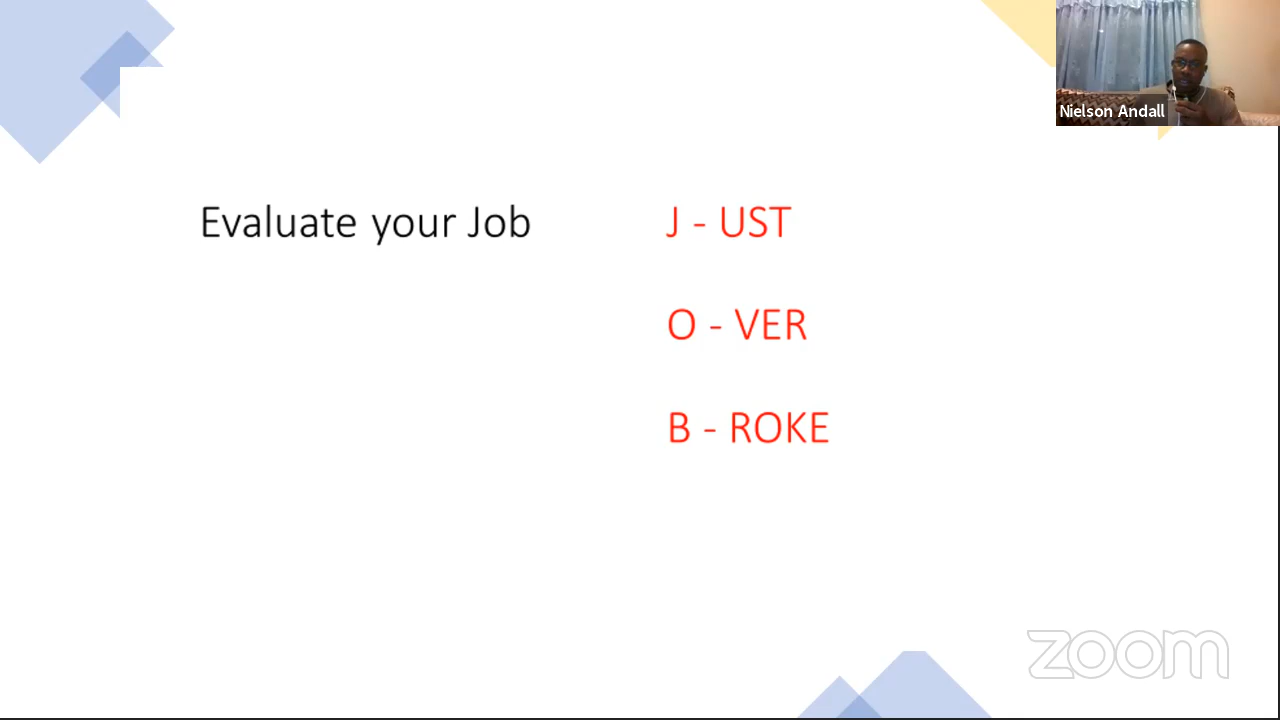 Nielson Andall
Evaluate your Job
J - UST
O - VER
B - ROKE
zoom